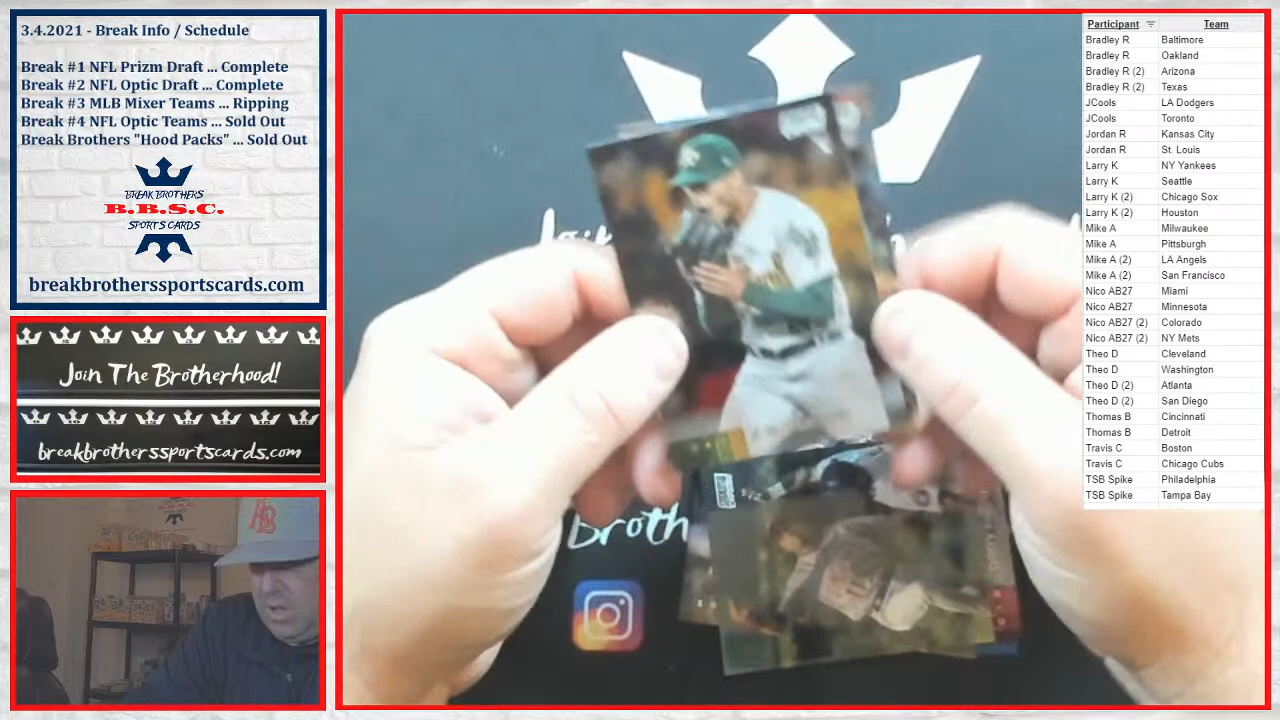 3.4.2021 - Break Info / Schedule
Break #1 NFL Prizm Draft ... Complete
Break #2 NFL Optic Draft ... Complete
Break #3 MLB Mixer Teams ... Ripping
Break #4 NFL Optic Teams ... Sold Out
Break Brothers "Hood Packs" ... Sold Out
BREAK BROTHERS
B.B.S.C.
SPORTS CARDS
breakbrotherssportscards.com
Join The Brotherhood!
breakbrotherssportscards.com
Join
Broth
Participant Team
Bradley R Baltimore
Bradley R Oakland
Bradley R (2) Arizona
Bradley R (2) Texas
JCools LA Dodgers
JCools Toronto
Jordan R Kansas City
Jordan R St. Louis
Larry K NY Yankees
Larry K Seattle
Larry K (2) Chicago Sox
Larry K (2) Houston
Mike A Milwaukee
Mike A Pittsburgh
Mike A (2) LA Angels
Mike A (2) San Francisco
Nico AB27 Miami
Nico AB27 Minnesota
Nico AB27 (2) Colorado
Nico AB27 (2) NY Mets
Theo D Cleveland
Theo D Washington
Theo D (2) Atlanta
Theo D (2) San Diego
Thomas B Cincinnati
Thomas B Detroit
Travis C Boston
Travis C Chicago Cubs
TSB Spike Philadelphia
TSB Spike Tampa Bay